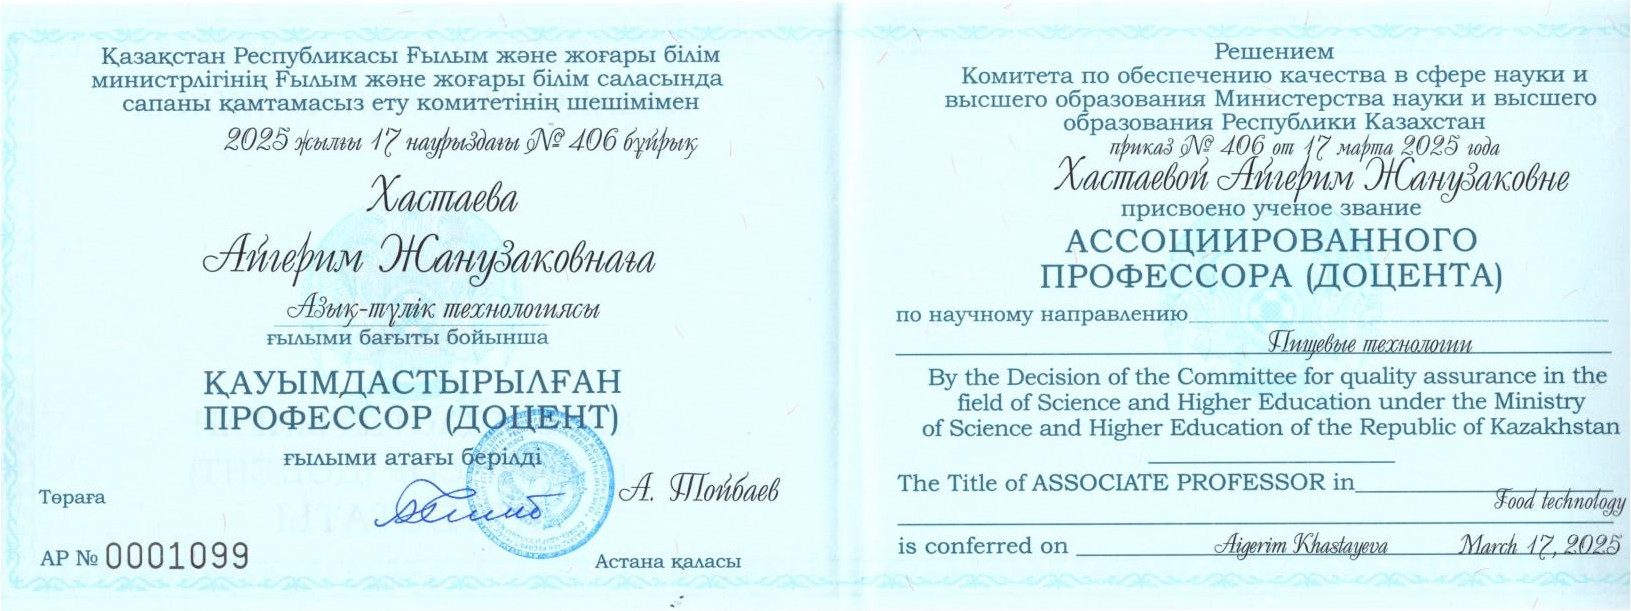 Қазақстан Республикасы Ғылым және жоғары білім
министрлігінің Ғылым және жоғары білім саласында
сапаны қамтамасыз ету комитетінің шешімімен
2025 жылғы 17 наурыздағы № 406 бұйрық
Хастаева
Айгерим Жанузаковнаға
Азық-түлік технологиясы
ғылыми бағыты бойынша
ҚАУЫМДАСТЫРЫЛҒАН
ПРОФЕССОР (ДОЦЕНТ)
ғылыми атағы берілді
Төраға
А. Тойбаев
АР № 0001099
Астана қаласы
Решением
Комитета по обеспечению качества в сфере науки и
высшего образования Министерства науки и высшего
образования Республики Казахстан
приказ № 406 от 17 марта 2025 года
Хастаевой Айгерим Жанузаковне
присвоено ученое звание
АССОЦИИРОВАННОГО
ПРОФЕССОРА (ДОЦЕНТА)
по научному направлению
Пищевые технологии
By the Decision of the Committee for quality assurance in the
field of Science and Higher Education under the Ministry
of Science and Higher Education of the Republic of Kazakhstan
The Title of ASSOCIATE PROFESSOR in
Food technology
is conferred on Aigerim Khastayeva March 17, 2025